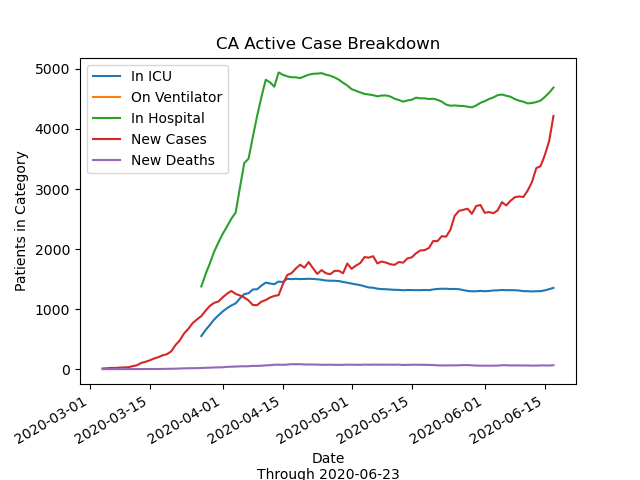 CA Active Case Breakdown
In ICU
On Ventilator
In Hospital
New Cases
New Deaths
Patients in Category
5000
4000
3000
2000
1000
0
2020-03-01
2020-03-15
2020-04-01
2020-04-15
2020-05-01
2020-05-15
2020-06-01
2020-06-15
Date
Through 2020-06-23